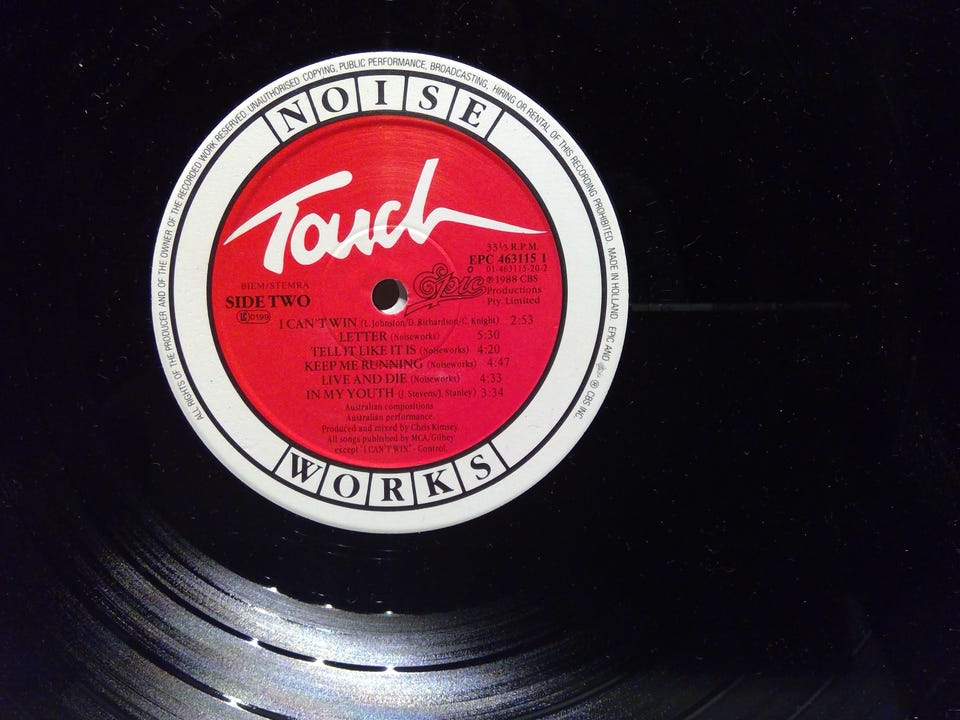 ALL RIGHTS OF THE PRODUCER AND OF THE OWNER OF THE RECORDED WORK RESERVED. UNAUTHORISED COPYING, PUBLIC PERFORMANCE, BROADCASTING, HIRING OR RENTAL OF THIS RECORDING PROHIBITED. MADE IN HOLLAND. EPIC AND ® CBS INC.
NOISE
Touch
33⅓ R.P.M.
EPC 463115 1
01-463115-20-2
Epic
℗ 1988 CBS
Productions
Pty. Limited
BIEM/STEMRA
SIDE TWO
LC 0199
I CAN'T WIN (L. Johnston/D. Richardson/C. Knight) 2:53
LETTER (Noiseworks) 5:30
TELL IT LIKE IT IS (Noiseworks) 4:20
KEEP ME RUNNING (Noiseworks) 4:47
LIVE AND DIE (Noiseworks) 4:33
IN MY YOUTH (J. Stevens/J. Stanley) 3:34
Australian compositions
Australian performance.
Produced and mixed by Chris Kimsey.
All songs published by MCA/Gilhey
except "I CAN'T WIN" - Control.
WORKS